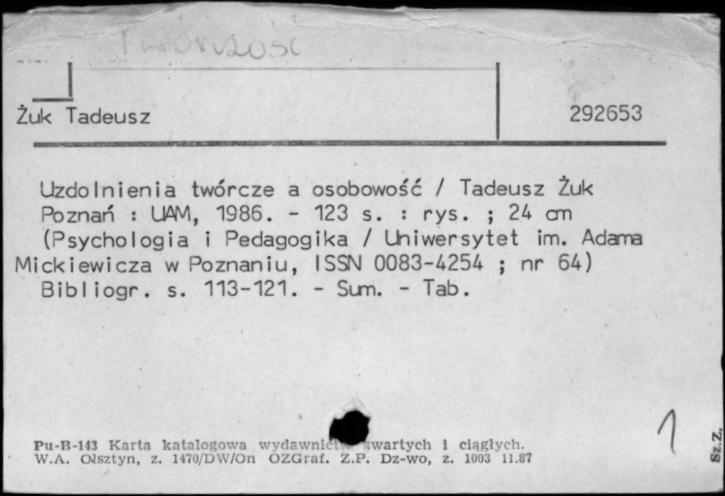 Twórczość
Żuk Tadeusz
292653
Uzdolnienia twórcze a osobowość / Tadeusz Żuk
Poznań : UAM, 1986. - 123 s. : rys. ; 24 cm
(Psychologia i Pedagogika / Uniwersytet im. Adama
Mickiewicza w Poznaniu, ISSN 0083-4254 ; nr 64)
Bibliogr. s. 113-121. - Sum. - Tab.
1
Pu-B-143 Karta katalogowa wydawnictw zwartych i ciągłych.
W.A. Olsztyn, z. 1470/DW/On OZGraf. Z.P. Dz-wo, z. 1003 11.87
Sz.Z.